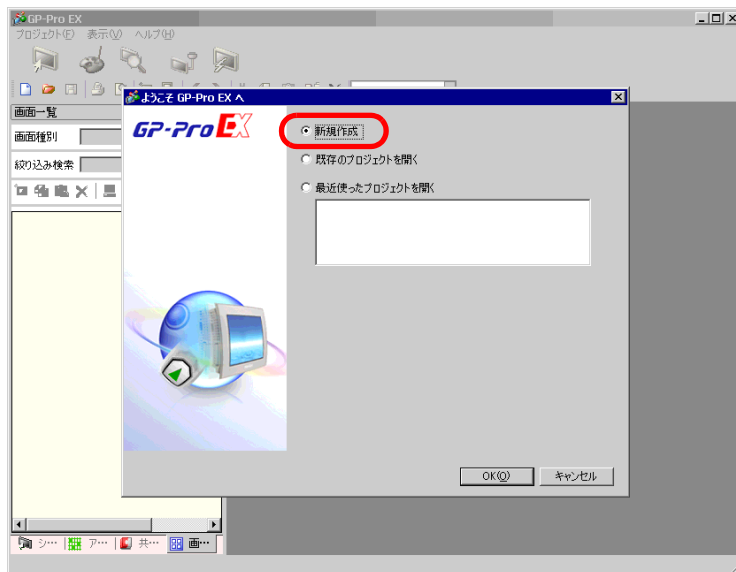 GP-Pro EX
プロジェクト(F) 表示(V) ヘルプ(H)
画面一覧
画面種別
絞り込み検索
ようこそ GP-Pro EX へ
GP-Pro EX
新規作成
既存のプロジェクトを開く
最近使ったプロジェクトを開く
OK(O) キャンセル
シ… ア… 共… 画…